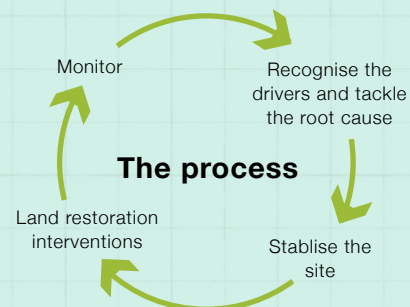 Monitor
Recognise the
drivers and tackle
the root cause
The process
Land restoration
interventions
Stablise the
site